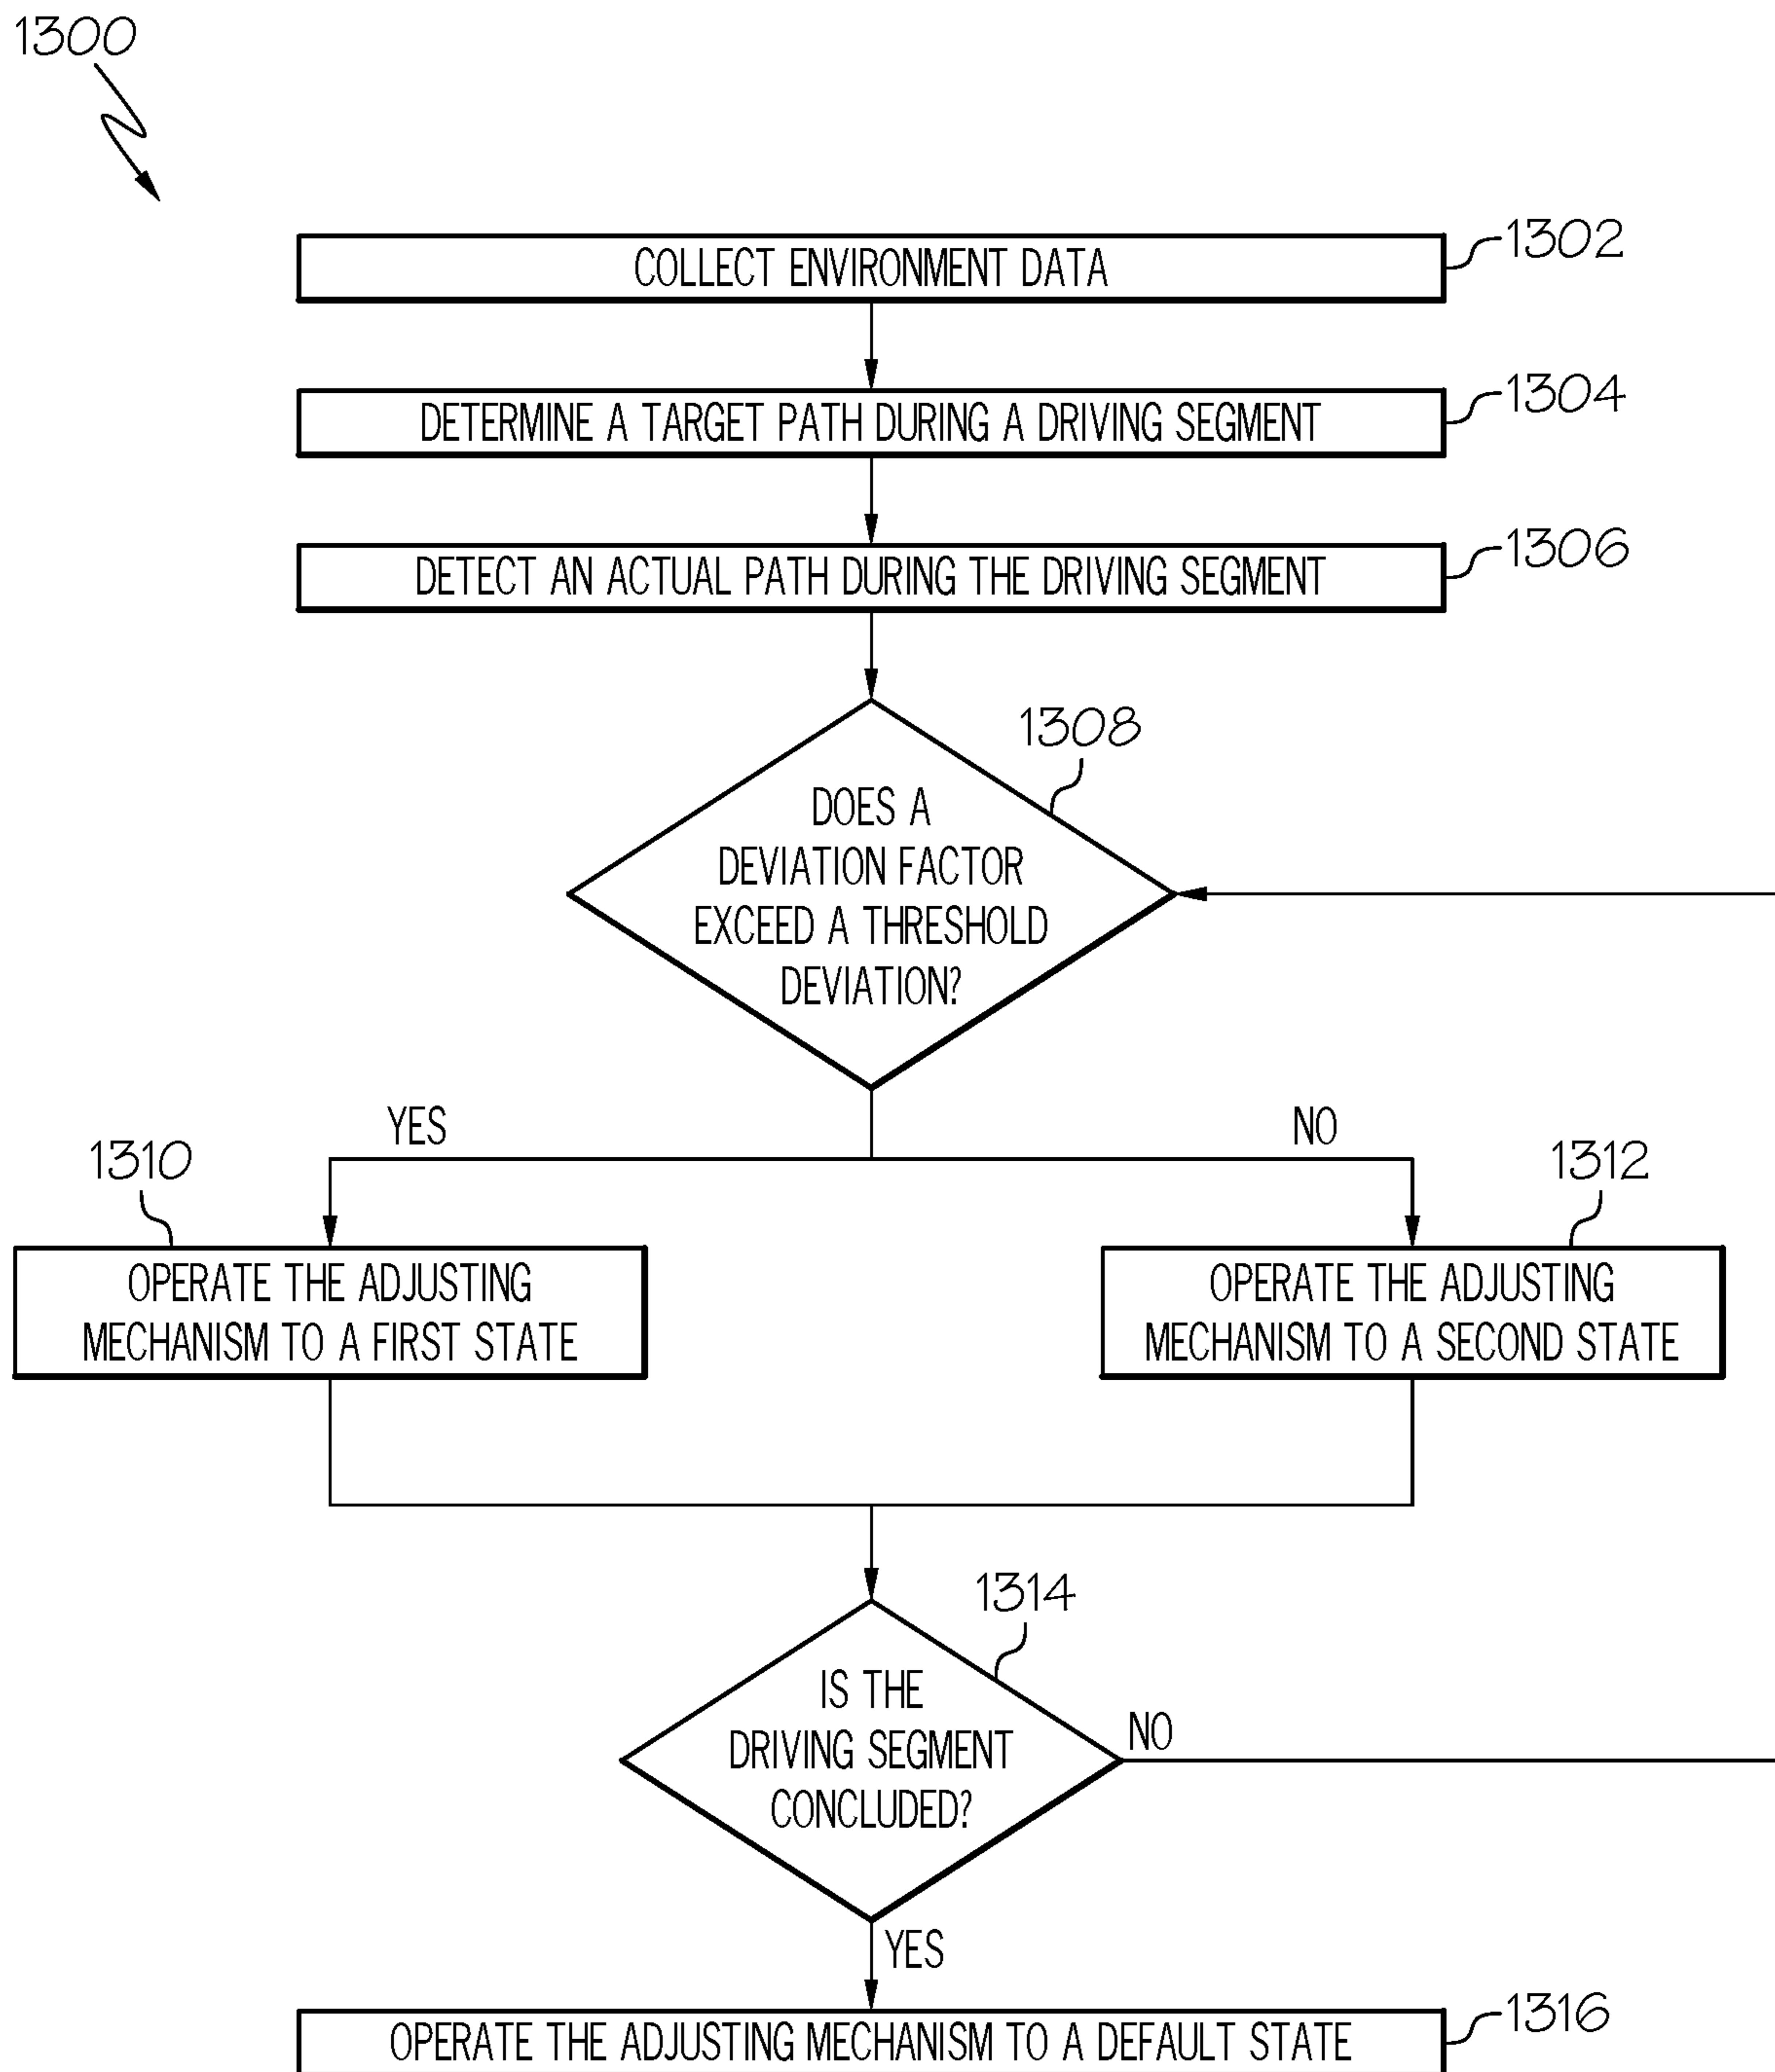 1300
COLLECT ENVIRONMENT DATA
1302
DETERMINE A TARGET PATH DURING A DRIVING SEGMENT
1304
DETECT AN ACTUAL PATH DURING THE DRIVING SEGMENT
1306
1308
DOES A
DEVIATION FACTOR
EXCEED A THRESHOLD
DEVIATION?
YES
NO
1310
1312
OPERATE THE ADJUSTING
MECHANISM TO A FIRST STATE
OPERATE THE ADJUSTING
MECHANISM TO A SECOND STATE
1314
IS THE
DRIVING SEGMENT
CONCLUDED?
NO
YES
OPERATE THE ADJUSTING MECHANISM TO A DEFAULT STATE
1316